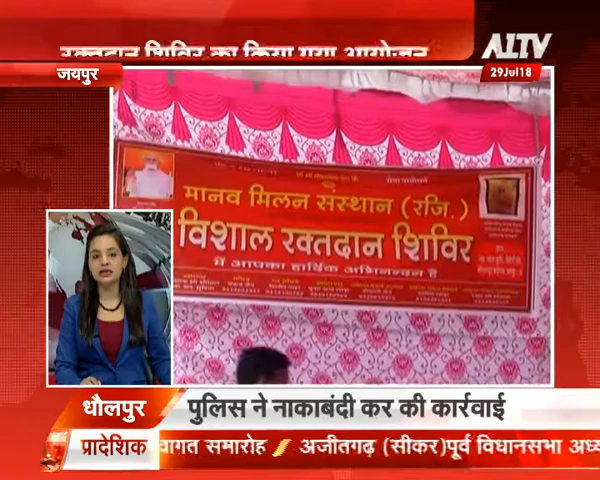 रक्तदान शिविर का किया गया आयोजन
जयपुर
A1TV
29Jul18
मानव मिलन संस्थान (रजि.)
विशाल रक्तदान शिविर
में आपका हार्दिक अभिनन्दन है
धौलपुर
पुलिस ने नाकाबंदी कर की कार्रवाई
प्रादेशिक
वागत समारोह
अजीतगढ़ (सीकर)पूर्व विधानसभा अध्य